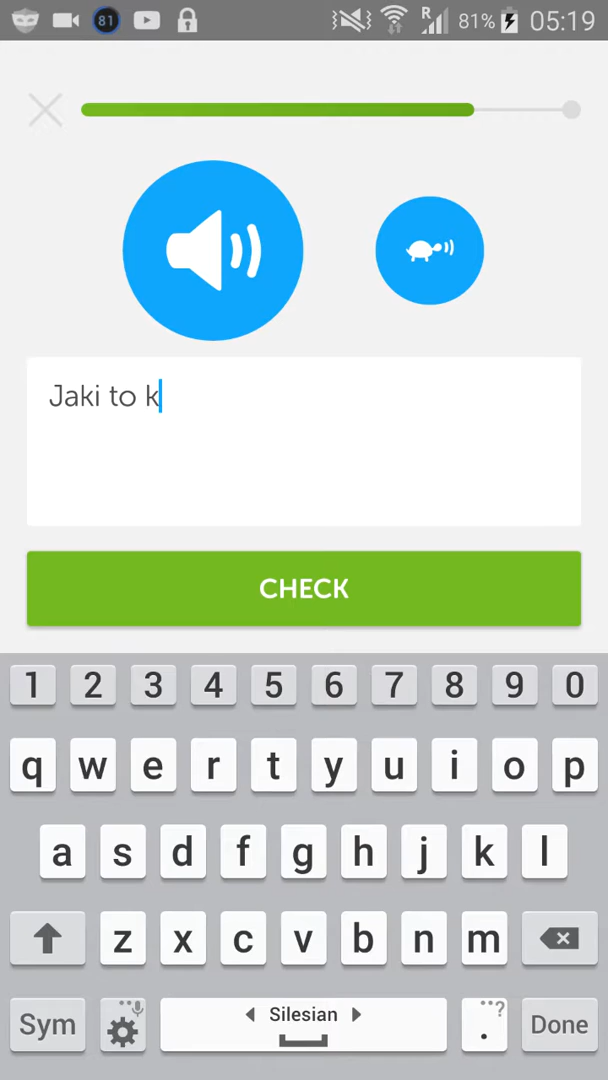 81 R 81% 05:19
Jaki to k
CHECK
1 2 3 4 5 6 7 8 9 0
q w e r t y u i o p
a s d f g h j k l
z x c v b n m
Sym Silesian . ? Done